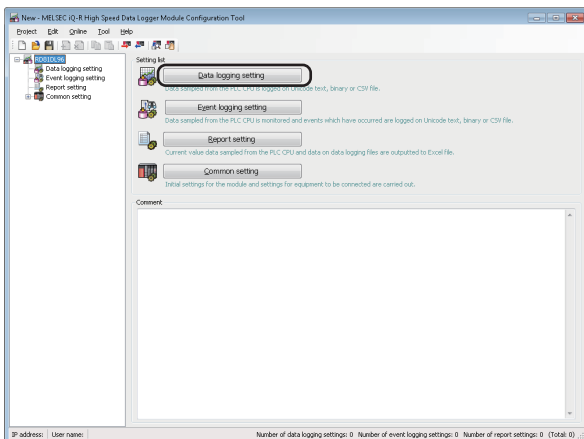 New - MELSEC iQ-R High Speed Data Logger Module Configuration Tool
Project Edit Online Tool Help
RD81DL96
Data logging setting
Event logging setting
Report setting
Common setting
Setting list
Data logging setting
Data sampled from the PLC CPU is logged on Unicode text, binary or CSV file.
Event logging setting
Data sampled from the PLC CPU is monitored and events which have occurred are logged on Unicode text, binary or CSV file.
Report setting
Current value data sampled from the PLC CPU and data on data logging files are outputted to Excel file.
Common setting
Initial settings for the module and settings for equipment to be connected are carried out.
Comment
IP address: User name: Number of data logging settings: 0 Number of event logging settings: 0 Number of report settings: 0 (Total: 0)